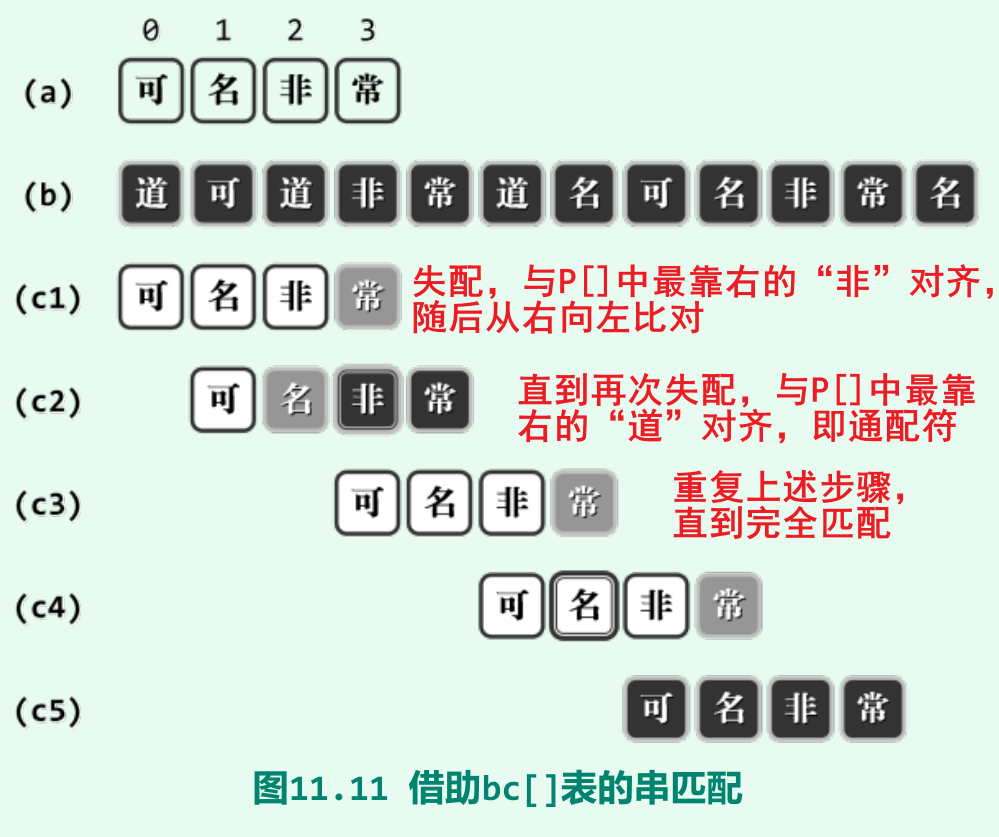 0 1 2 3
(a) 可 名 非 常
(b) 道 可 道 非 常 道 名 可 名 非 常 名
(c1) 可 名 非 常 失配，与P[]中最靠右的“非”对齐，
随后从右向左比对
(c2) 可 名 非 常 直到再次失配，与P[]中最靠
右的“道”对齐，即通配符
(c3) 可 名 非 常 重复上述步骤，
直到完全匹配
(c4) 可 名 非 常
(c5) 可 名 非 常
图11.11 借助bc[]表的串匹配